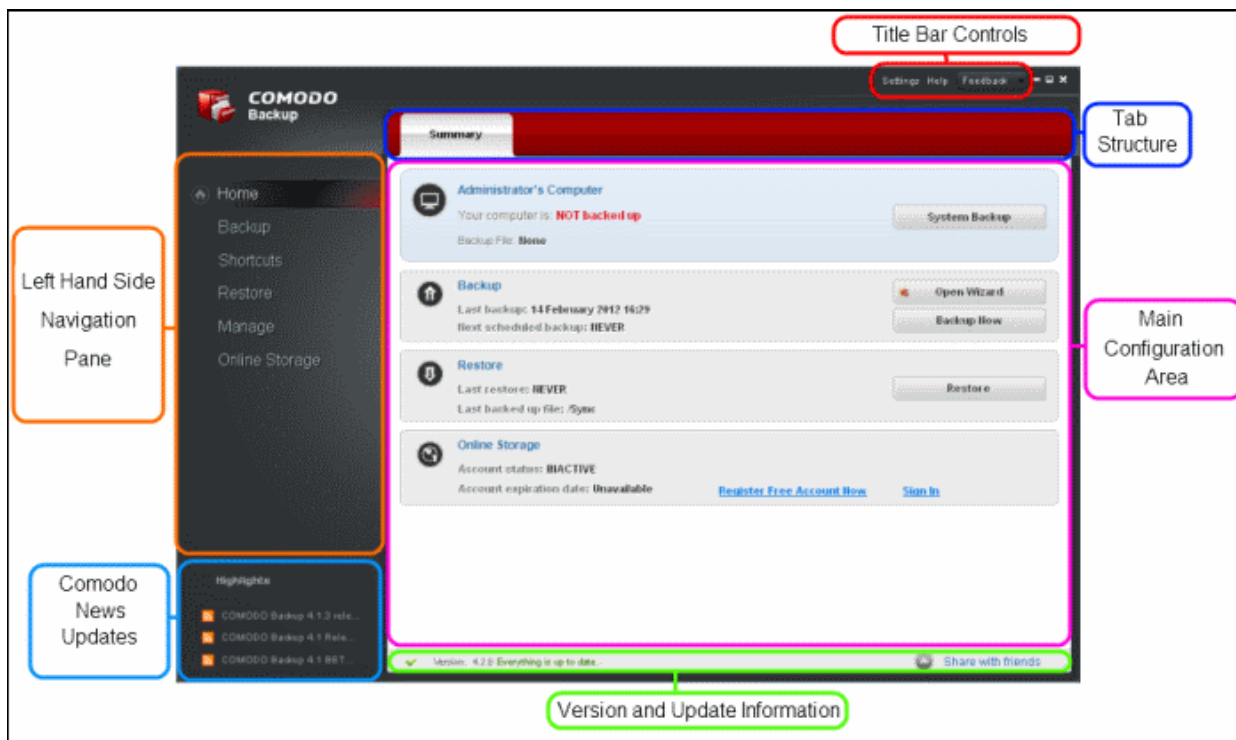 Title Bar Controls
Settings Help Feedback
COMODO
Backup
Summary
Tab
Structure
Home
Backup
Shortcuts
Restore
Manage
Online Storage
Left Hand Side
Navigation
Pane
Administrator's Computer
Your computer is: NOT backed up
Backup File: None
System Backup
Backup
Last backup: 14 February 2012 16:29
Next scheduled backup: NEVER
Open Wizard
Backup Now
Restore
Last restore: NEVER
Last backed up file: /Sync
Restore
Online Storage
Account status: INACTIVE
Account expiration date: Unavailable
Register Free Account Now
Sign In
Main
Configuration
Area
Comodo
News
Updates
Highlights
COMODO Backup 4.1.3 rele...
COMODO Backup 4.1 Rele...
COMODO Backup 4.1 BET...
Version: 4.2.8 Everything is up to date.
Share with friends
Version and Update Information